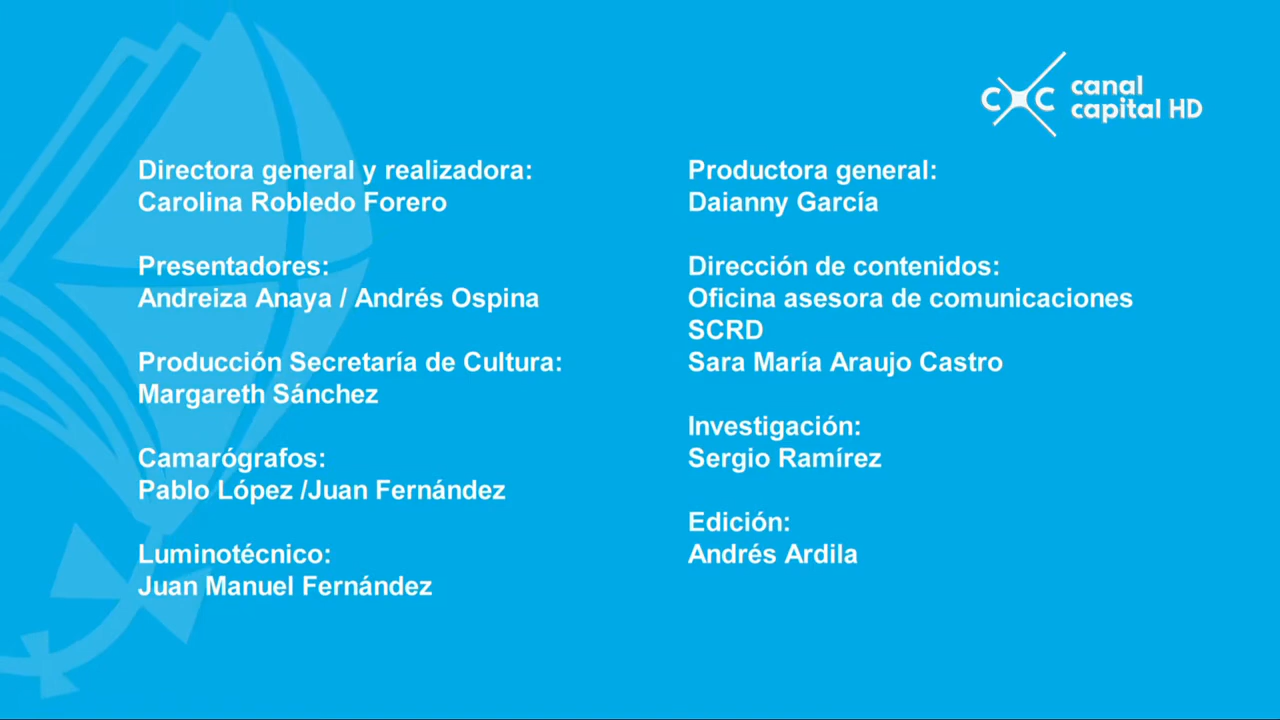 CXC canal
capital HD
Directora general y realizadora:
Carolina Robledo Forero
Presentadores:
Andreiza Anaya / Andrés Ospina
Producción Secretaría de Cultura:
Margareth Sánchez
Camarógrafos:
Pablo López /Juan Fernández
Luminotécnico:
Juan Manuel Fernández
Productora general:
Daianny García
Dirección de contenidos:
Oficina asesora de comunicaciones
SCRD
Sara María Araujo Castro
Investigación:
Sergio Ramírez
Edición:
Andrés Ardila